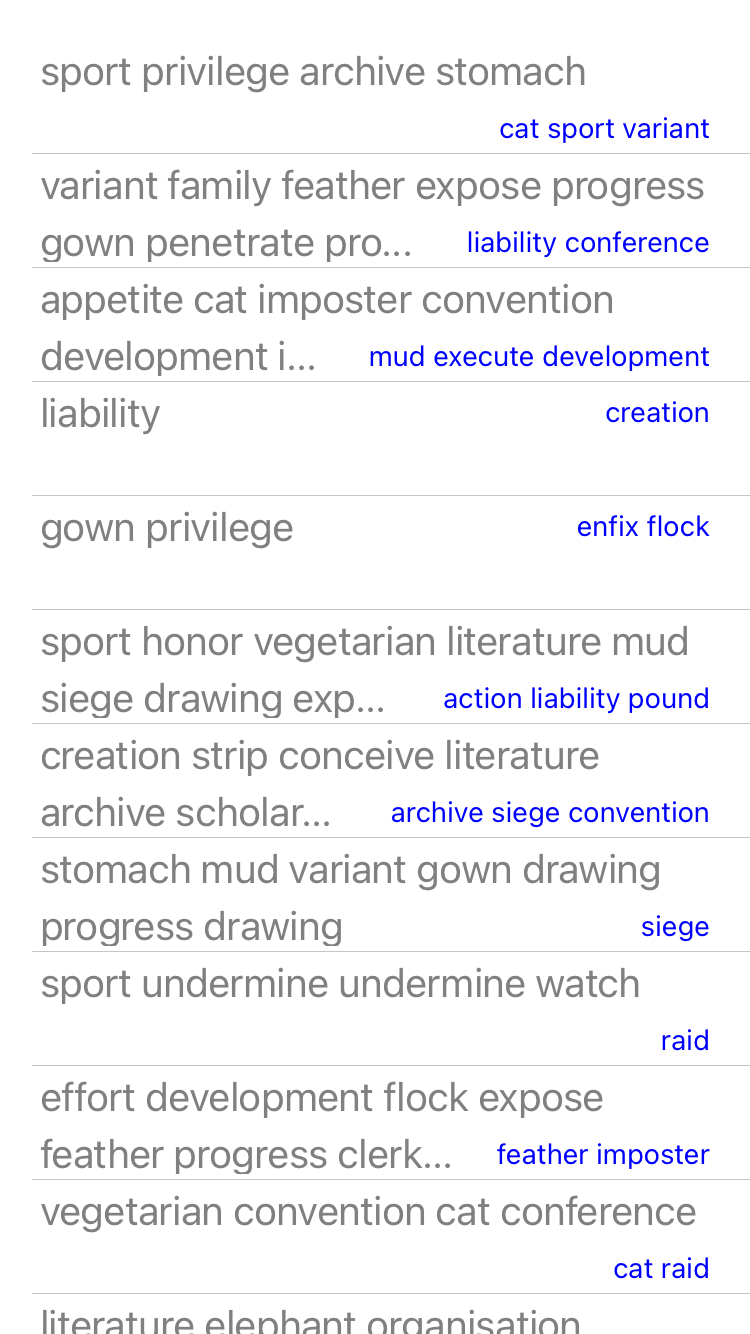 sport privilege archive stomach
cat sport variant
variant family feather expose progress
gown penetrate pro... liability conference
appetite cat imposter convention
development i... mud execute development
liability creation
gown privilege enfix flock
sport honor vegetarian literature mud
siege drawing exp... action liability pound
creation strip conceive literature
archive scholar... archive siege convention
stomach mud variant gown drawing
progress drawing siege
sport undermine undermine watch
raid
effort development flock expose
feather progress clerk... feather imposter
vegetarian convention cat conference
cat raid
literature elephant organisation